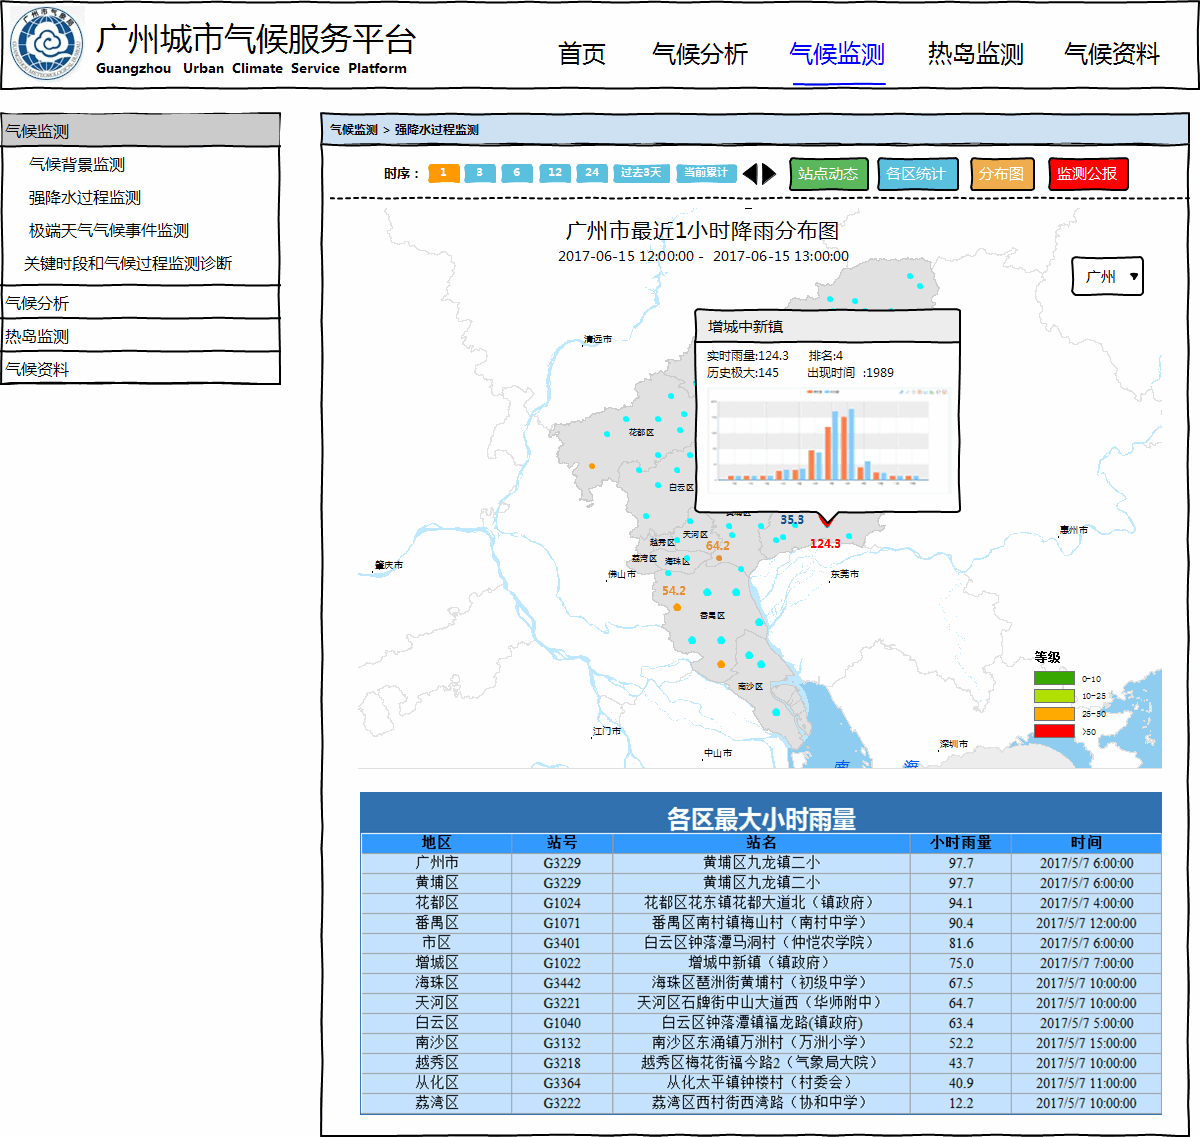 广州城市气候服务平台
Guangzhou Urban Climate Service Platform
首页 气候分析 气候监测 热岛监测 气候资料
气候监测
气候背景监测
强降水过程监测
极端天气气候事件监测
关键时段和气候过程监测诊断
气候分析
热岛监测
气候资料
气候监测 > 强降水过程监测
时序： 1 3 6 12 24 过去3天 当前累计 站点动态 各区统计 分布图 监测公报
广州市最近1小时降雨分布图
2017-06-15 12:00:00 - 2017-06-15 13:00:00
广州
清远市
增城中新镇
实时雨量:124.3 排名:4
历史极大:145 出现时间 :1989
花都区
白云区
35.3
天河区
越秀区
64.2
124.3
荔湾区 海珠区
惠州市
肇庆市
佛山市
东莞市
54.2
番禺区
南沙区
等级
0-10
10-25
25-50
>50
江门市
中山市
深圳市
南 海
各区最大小时雨量
地区 站号 站名 小时雨量 时间
广州市 G3229 黄埔区九龙镇二小 97.7 2017/5/7 6:00:00
黄埔区 G3229 黄埔区九龙镇二小 97.7 2017/5/7 6:00:00
花都区 G1024 花都区花东镇花都大道北（镇政府） 94.1 2017/5/7 4:00:00
番禺区 G1071 番禺区南村镇梅山村（南村中学） 90.4 2017/5/7 12:00:00
市区 G3401 白云区钟落潭马洞村（仲恺农学院） 81.6 2017/5/7 6:00:00
增城区 G1022 增城中新镇（镇政府） 75.0 2017/5/7 7:00:00
海珠区 G3442 海珠区琶洲街黄埔村（初级中学） 67.5 2017/5/7 10:00:00
天河区 G3221 天河区石牌街中山大道西（华师附中） 64.7 2017/5/7 10:00:00
白云区 G1040 白云区钟落潭镇福龙路(镇政府) 63.4 2017/5/7 5:00:00
南沙区 G3132 南沙区东涌镇万洲村（万洲小学） 52.2 2017/5/7 15:00:00
越秀区 G3218 越秀区梅花街福今路2（气象局大院） 43.7 2017/5/7 10:00:00
从化区 G3364 从化太平镇钟楼村（村委会） 40.9 2017/5/7 11:00:00
荔湾区 G3222 荔湾区西村街西湾路（协和中学） 12.2 2017/5/7 10:00:00